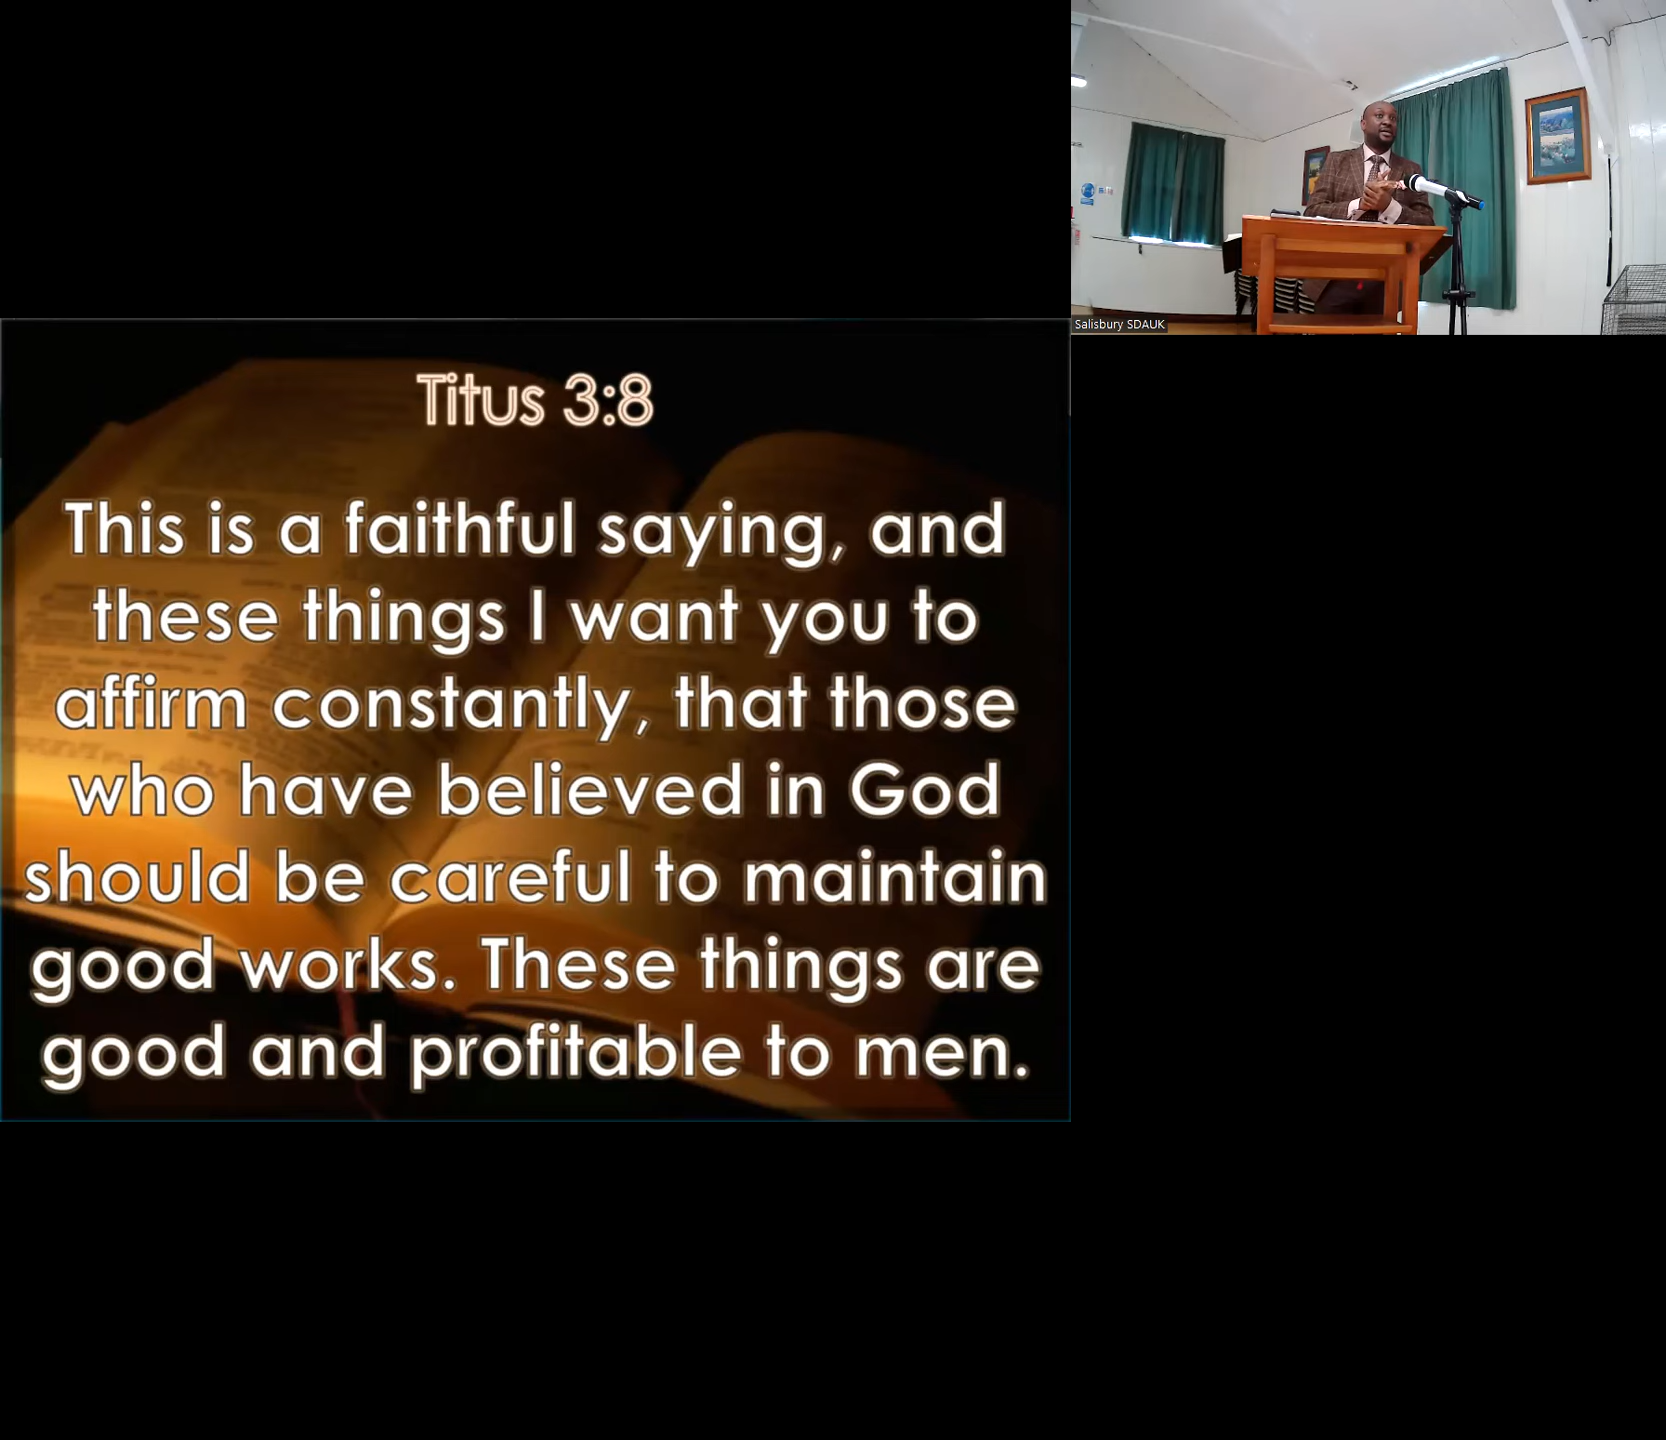 Titus 3:8
This is a faithful saying, and
these things I want you to
affirm constantly, that those
who have believed in God
should be careful to maintain
good works. These things are
good and profitable to men.
Salisbury SDAUK